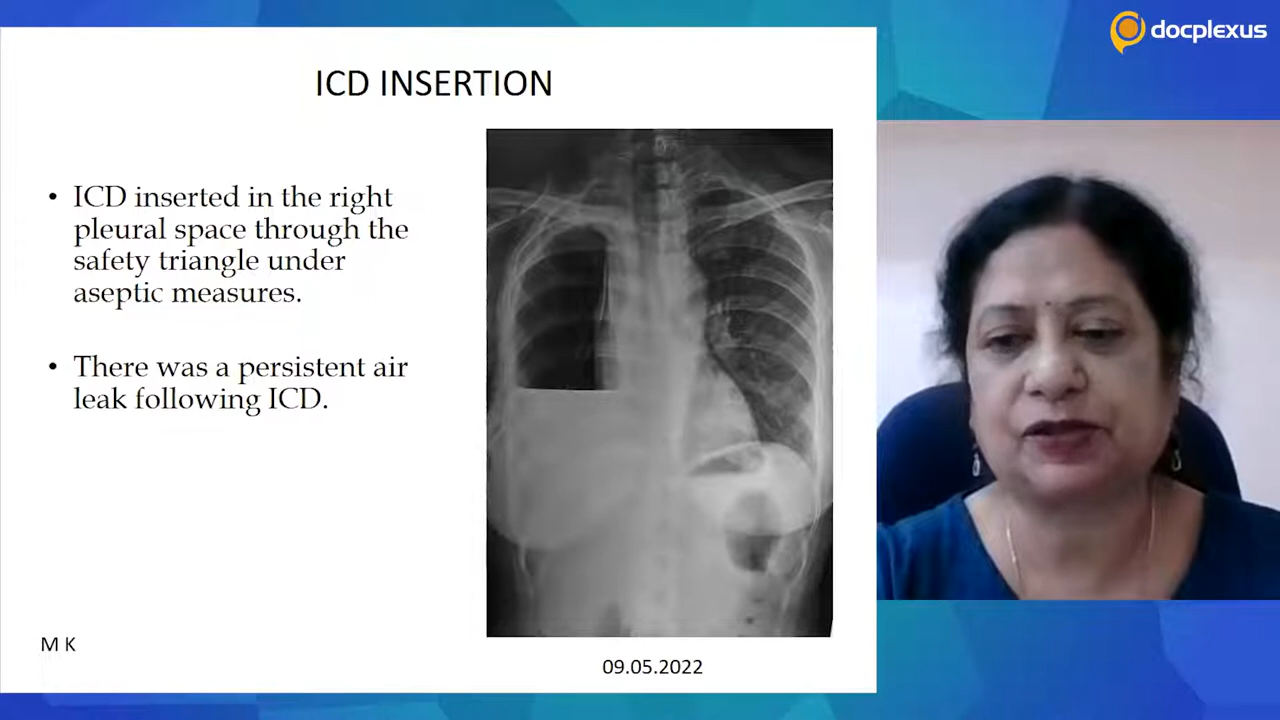 docplexus
ICD INSERTION
• ICD inserted in the right
pleural space through the
safety triangle under
aseptic measures.
• There was a persistent air
leak following ICD.
M K
09.05.2022